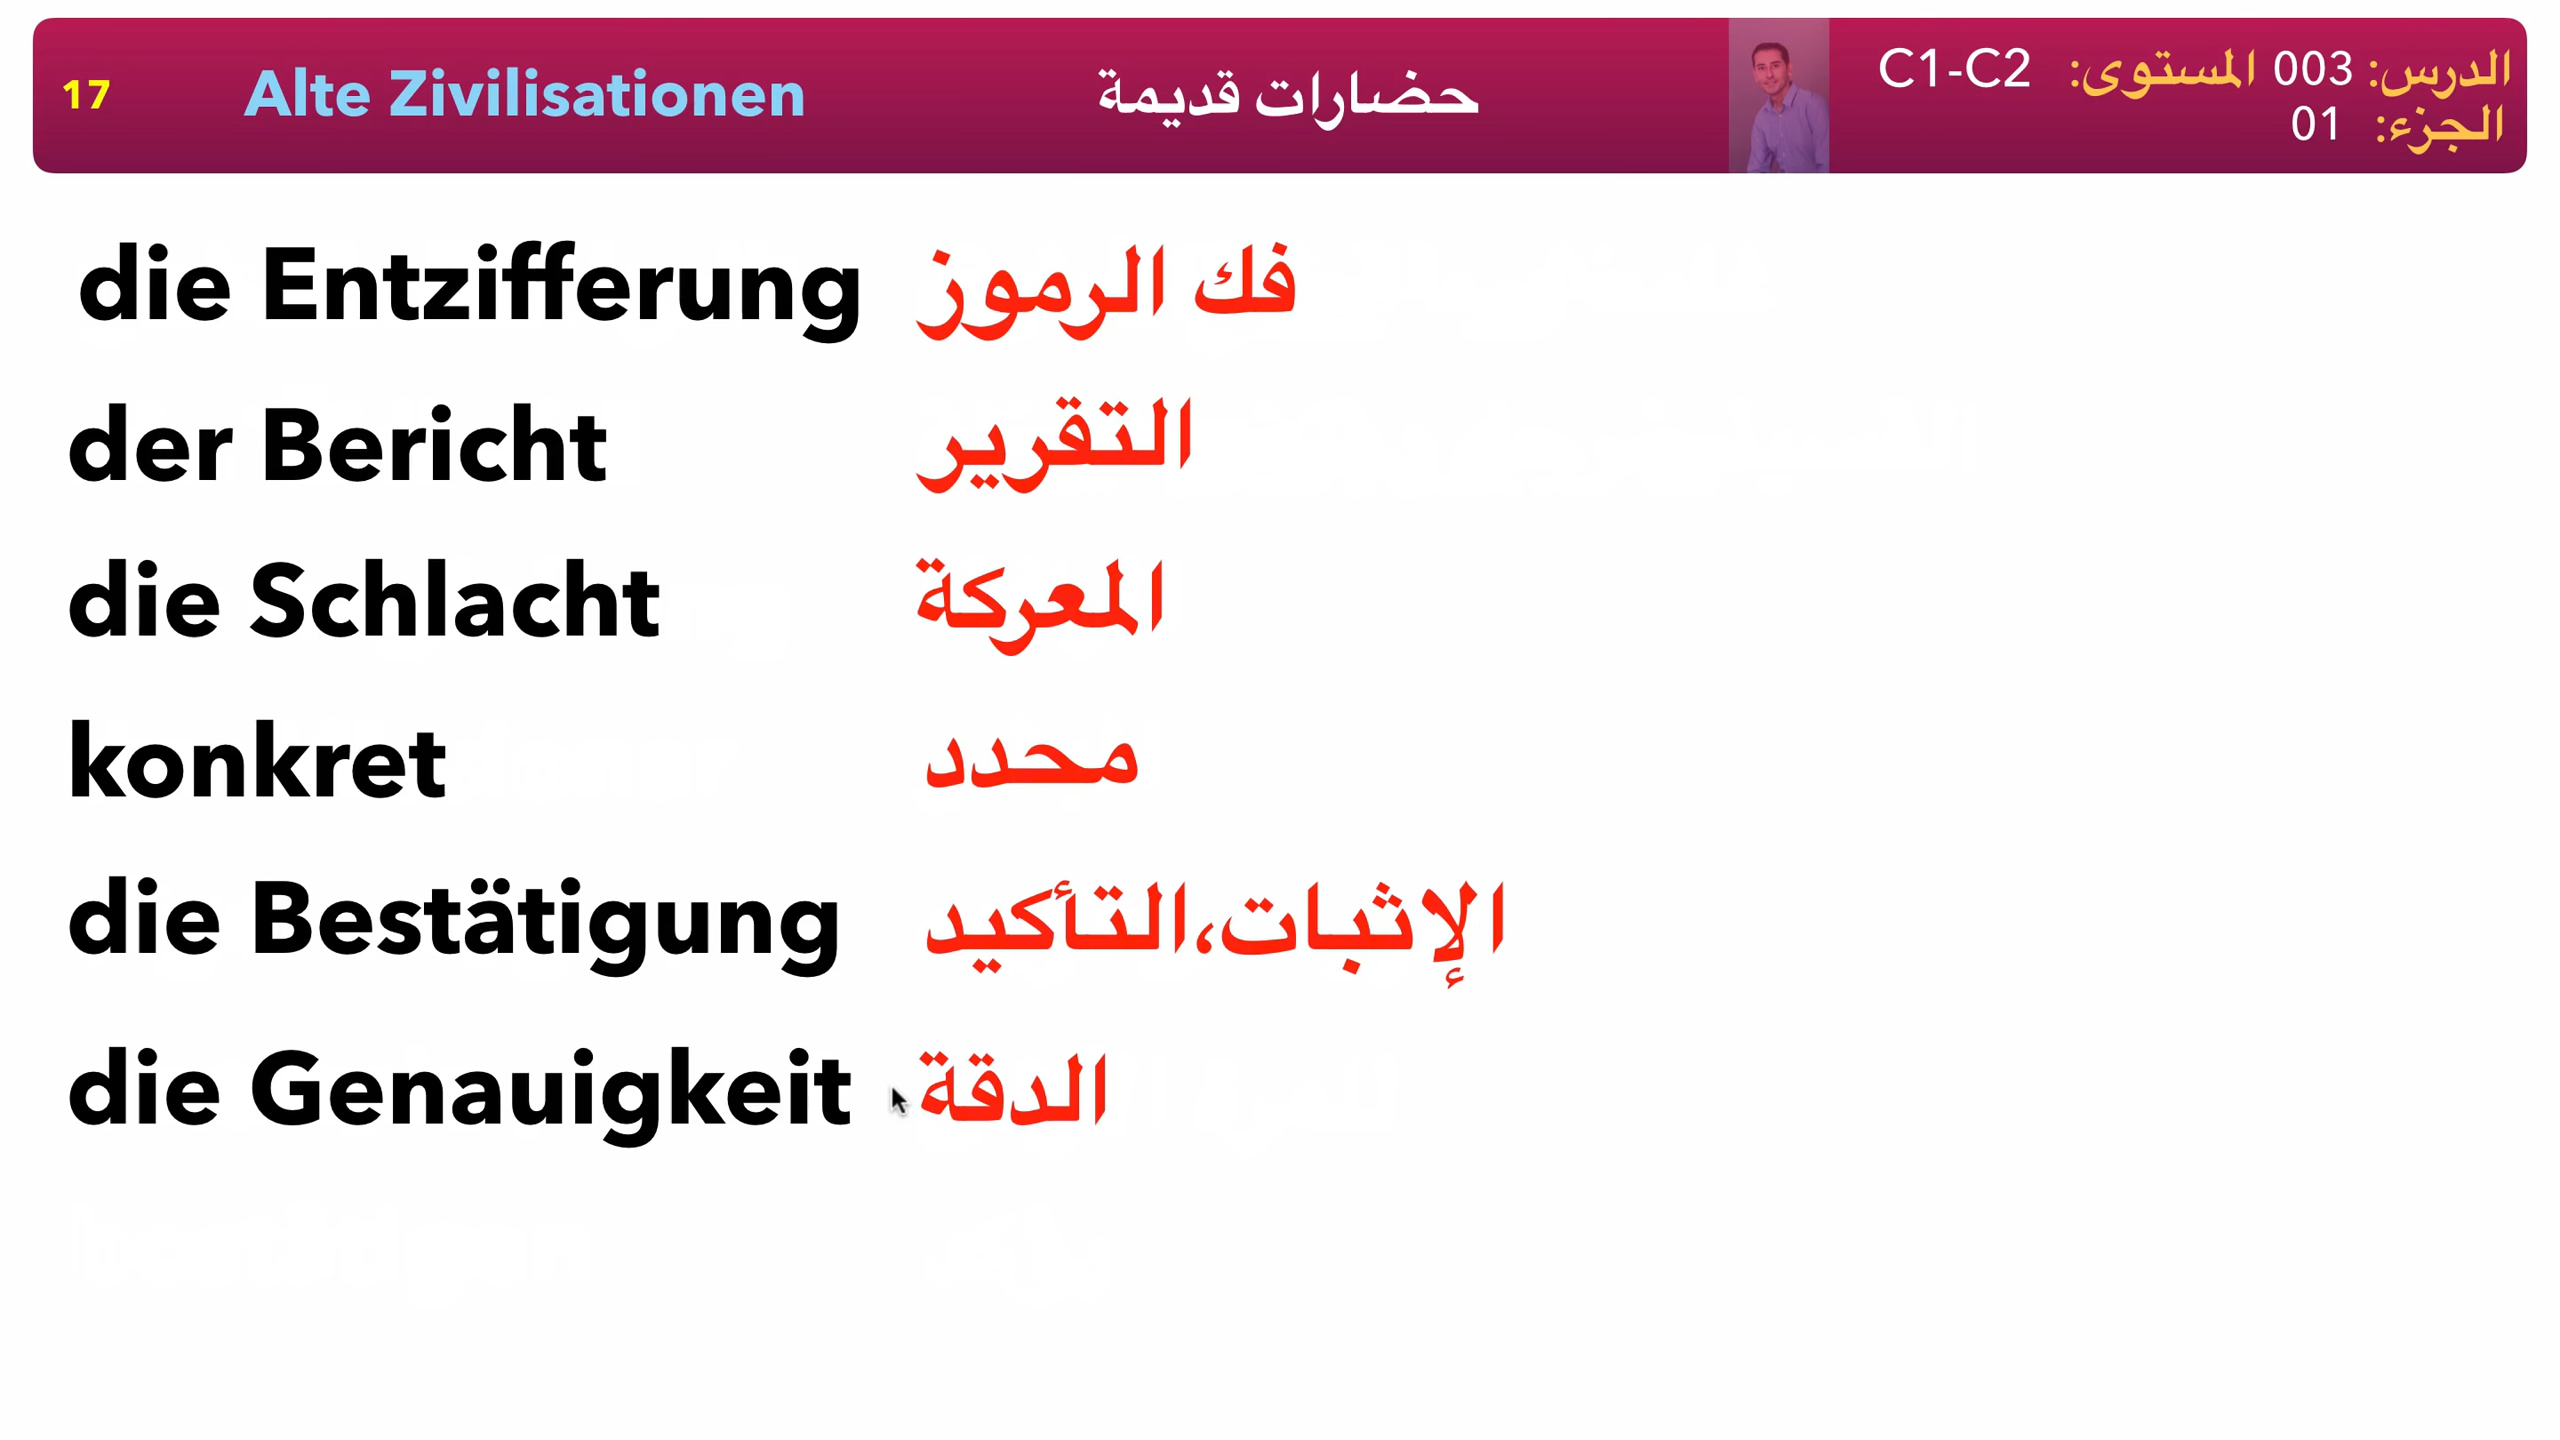 17 Alte Zivilisationen حضارات قديمة الدرس: 003 المستوى: C1-C2
الجزء: 01
die Entzifferung فك الرموز
der Bericht التقرير
die Schlacht المعركة
konkret محدد
die Bestätigung الإثبات،التأكيد
die Genauigkeit الدقة